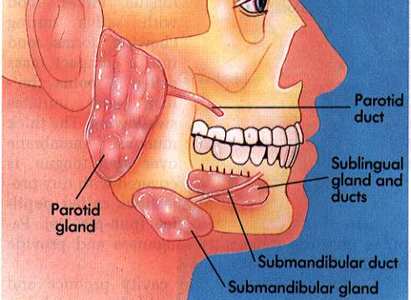 Parotid
duct
Sublingual
gland and
ducts
Parotid
gland
Submandibular duct
Submandibular gland